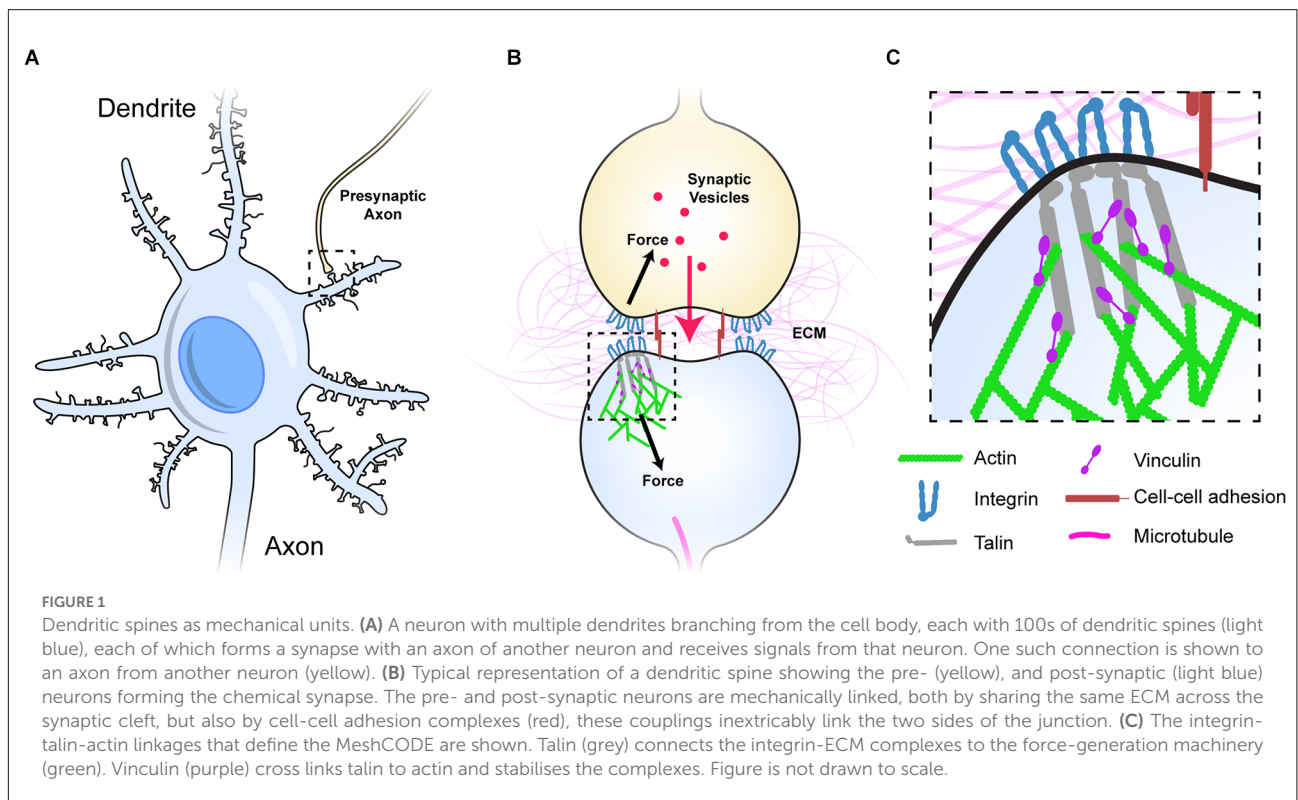 A
B
C
Dendrite
Presynaptic
Axon
Axon
Synaptic
Vesicles
Force
ECM
Force
Actin
Integrin
Talin
Vinculin
Cell-cell adhesion
Microtubule
FIGURE 1
Dendritic spines as mechanical units. (A) A neuron with multiple dendrites branching from the cell body, each with 100s of dendritic spines (light
blue), each of which forms a synapse with an axon of another neuron and receives signals from that neuron. One such connection is shown to
an axon from another neuron (yellow). (B) Typical representation of a dendritic spine showing the pre- (yellow), and post-synaptic (light blue)
neurons forming the chemical synapse. The pre- and post-synaptic neurons are mechanically linked, both by sharing the same ECM across the
synaptic cleft, but also by cell-cell adhesion complexes (red), these couplings inextricably link the two sides of the junction. (C) The integrin-
talin-actin linkages that define the MeshCODE are shown. Talin (grey) connects the integrin-ECM complexes to the force-generation machinery
(green). Vinculin (purple) cross links talin to actin and stabilises the complexes. Figure is not drawn to scale.